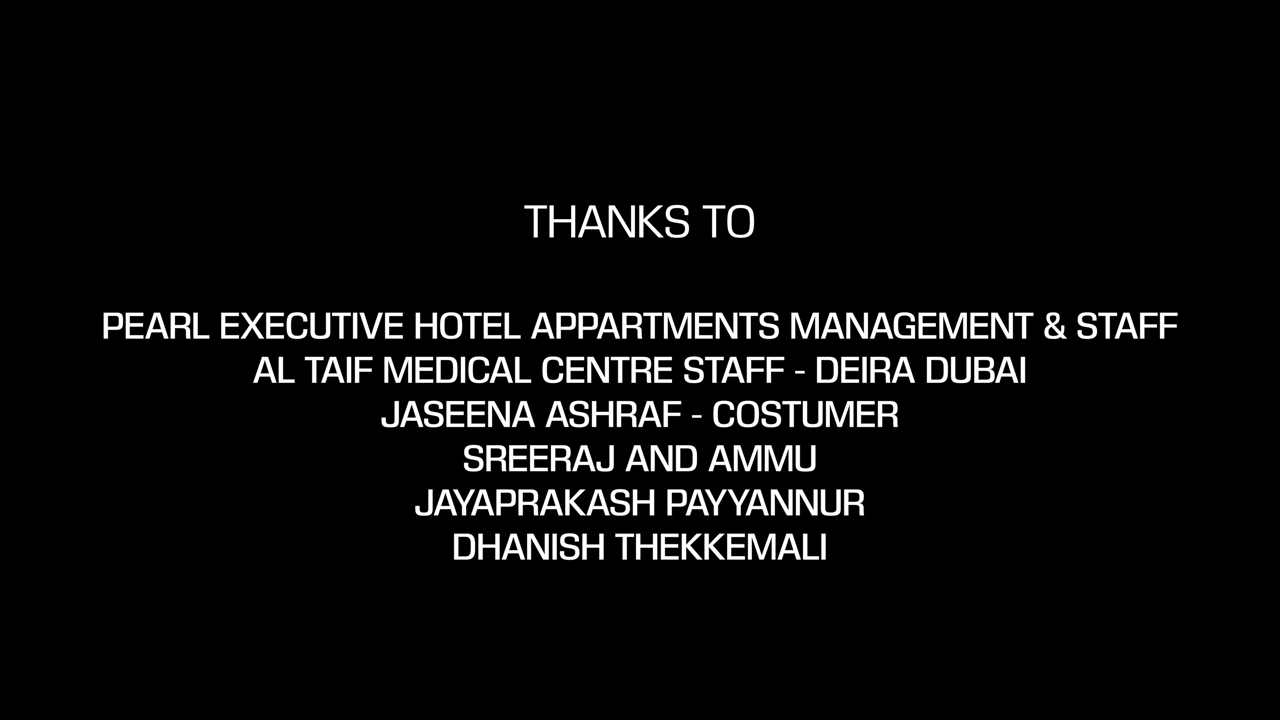 THANKS TO
PEARL EXECUTIVE HOTEL APPARTMENTS MANAGEMENT & STAFF
AL TAIF MEDICAL CENTRE STAFF - DEIRA DUBAI
JASEENA ASHRAF - COSTUMER
SREERAJ AND AMMU
JAYAPRAKASH PAYYANNUR
DHANISH THEKKEMALI